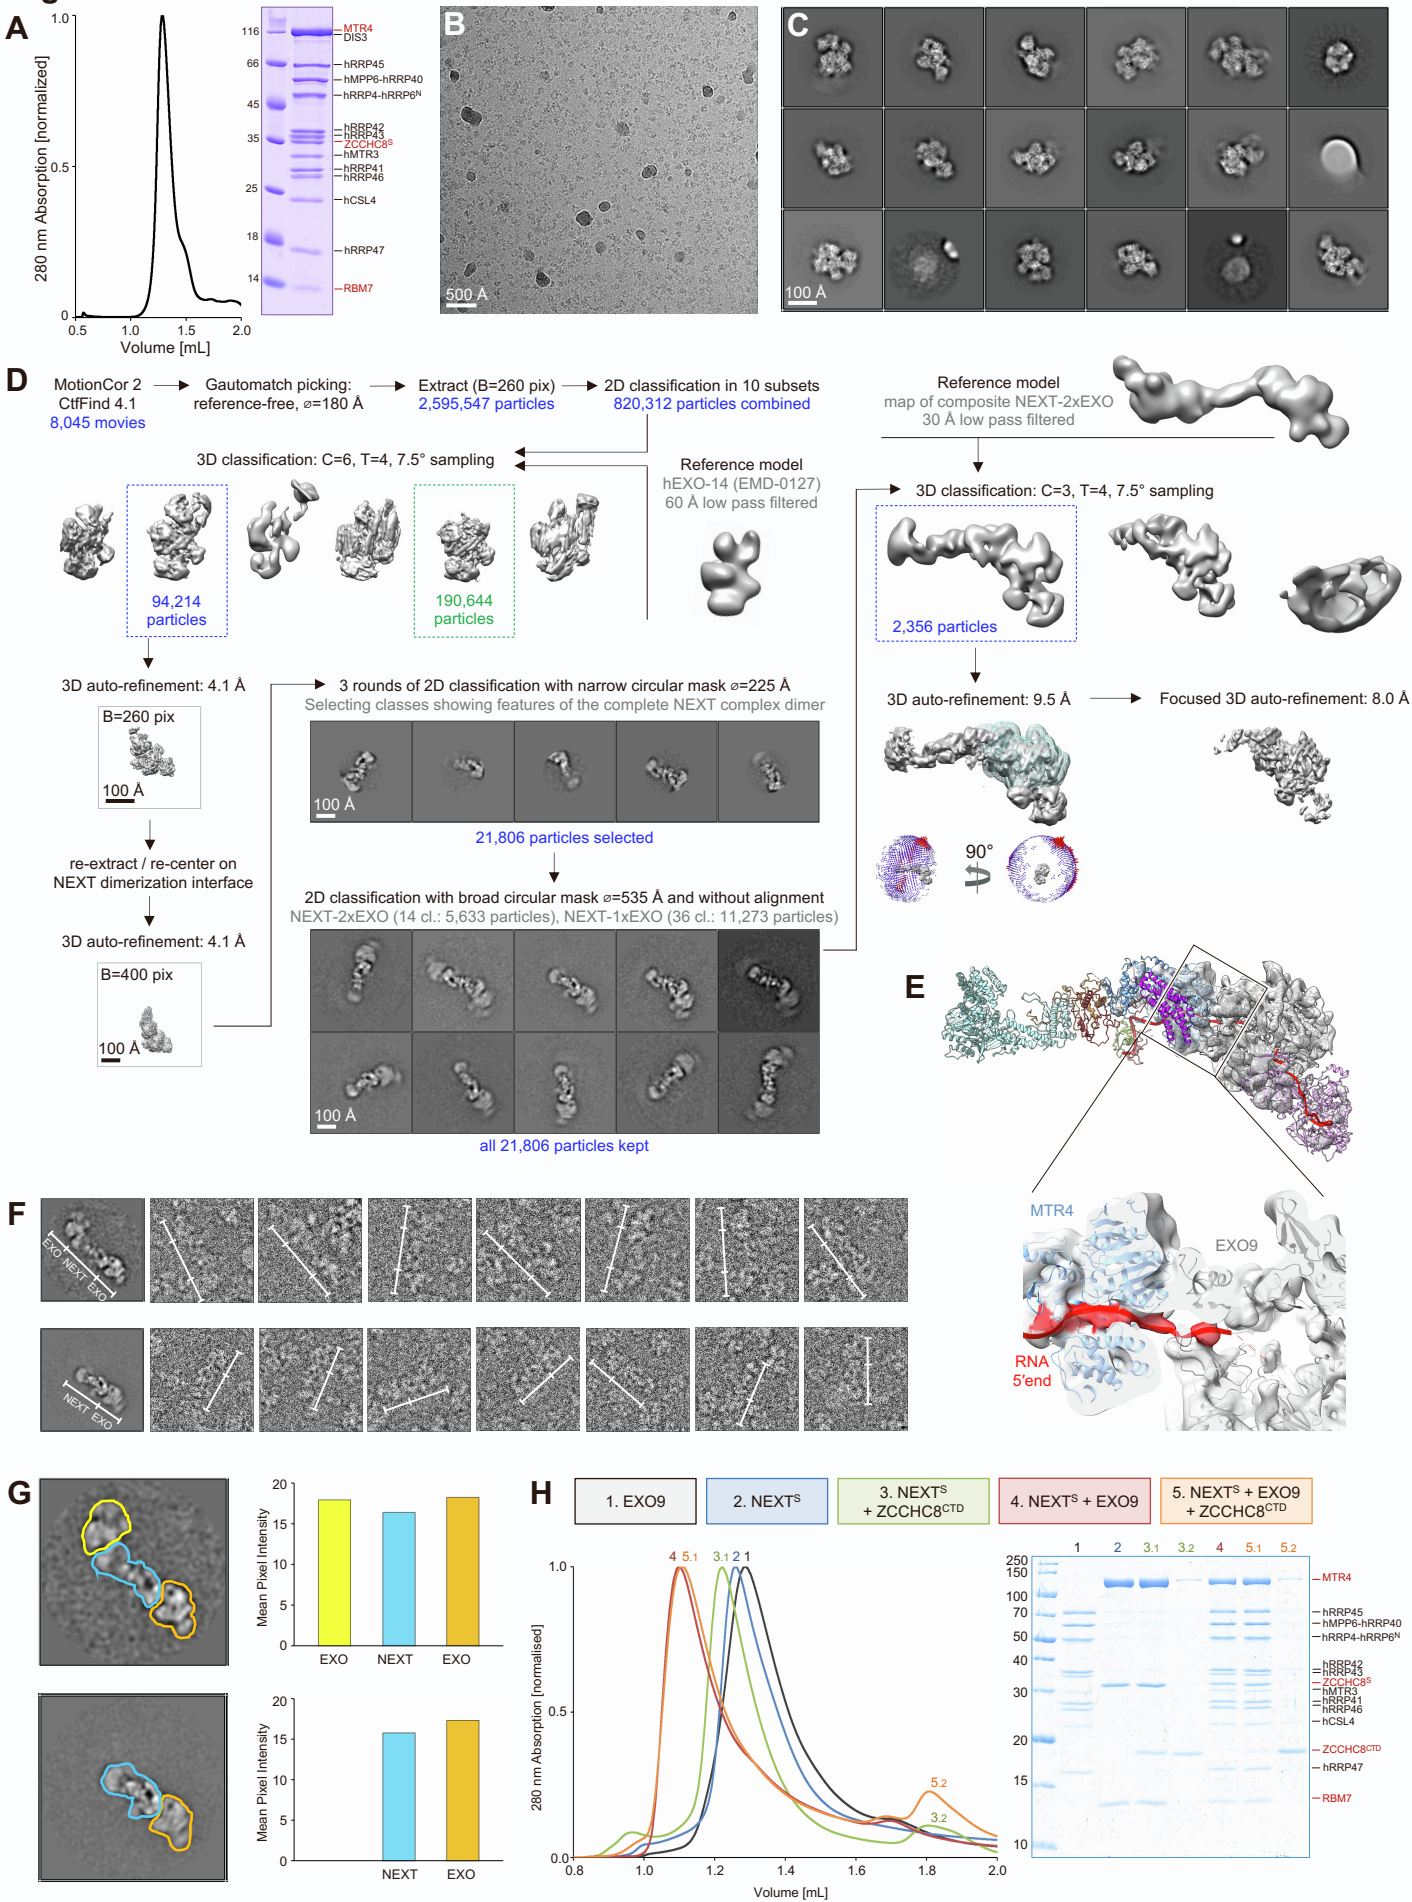 A
1.0
0.5
0
0.5
1.0
1.5
2.0
Volume [mL]
280 nm Absorption [normalized]
116
66
45
35
25
18
14
MTR4
DIS3
hRRP45
hMPP6-hRRP40
hRRP4-hRRP6N
hRRP42
hRRP43
ZCCHC8S
hMTR3
hRRP41
hRRP46
hCSL4
hRRP47
RBM7
B
500 Å
C
100 Å
D
MotionCor 2
CtfFind 4.1
8,045 movies
Gautomatch picking:
reference-free, ⌀=180 Å
Extract (B=260 pix)
2,595,547 particles
2D classification in 10 subsets
820,312 particles combined
3D classification: C=6, T=4, 7.5° sampling
Reference model
hEXO-14 (EMD-0127)
60 Å low pass filtered
94,214
particles
190,644
particles
3D auto-refinement: 4.1 Å
B=260 pix
100 Å
re-extract / re-center on
NEXT dimerization interface
3D auto-refinement: 4.1 Å
B=400 pix
100 Å
3 rounds of 2D classification with narrow circular mask ⌀=225 Å
Selecting classes showing features of the complete NEXT complex dimer
100 Å
21,806 particles selected
2D classification with broad circular mask ⌀=535 Å and without alignment
NEXT-2xEXO (14 cl.: 5,633 particles), NEXT-1xEXO (36 cl.: 11,273 particles)
100 Å
all 21,806 particles kept
Reference model
map of composite NEXT-2xEXO
30 Å low pass filtered
3D classification: C=3, T=4, 7.5° sampling
2,356 particles
3D auto-refinement: 9.5 Å
Focused 3D auto-refinement: 8.0 Å
90°
E
MTR4
EXO9
RNA
5'end
F
EXO NEXT EXO
NEXT EXO
G
20
15
10
5
0
Mean Pixel Intensity
EXO
NEXT
EXO
20
15
10
5
0
Mean Pixel Intensity
NEXT
EXO
H
1. EXO9
2. NEXTS
3. NEXTS
+ ZCCHC8CTD
4. NEXTS + EXO9
5. NEXTS + EXO9
+ ZCCHC8CTD
4
5.1
3.1
2
1
1.0
0.5
0.0
5.2
3.2
0.8
1.0
1.2
1.4
1.6
1.8
2.0
Volume [mL]
280 nm Absorption [normalised]
1
2
3.1
3.2
4
5.1
5.2
250
150
100
70
50
40
30
20
15
10
MTR4
hRRP45
hMPP6-hRRP40
hRRP4-hRRP6N
hRRP42
hRRP43
ZCCHC8S
hMTR3
hRRP41
hRRP46
hCSL4
ZCCHC8CTD
hRRP47
RBM7